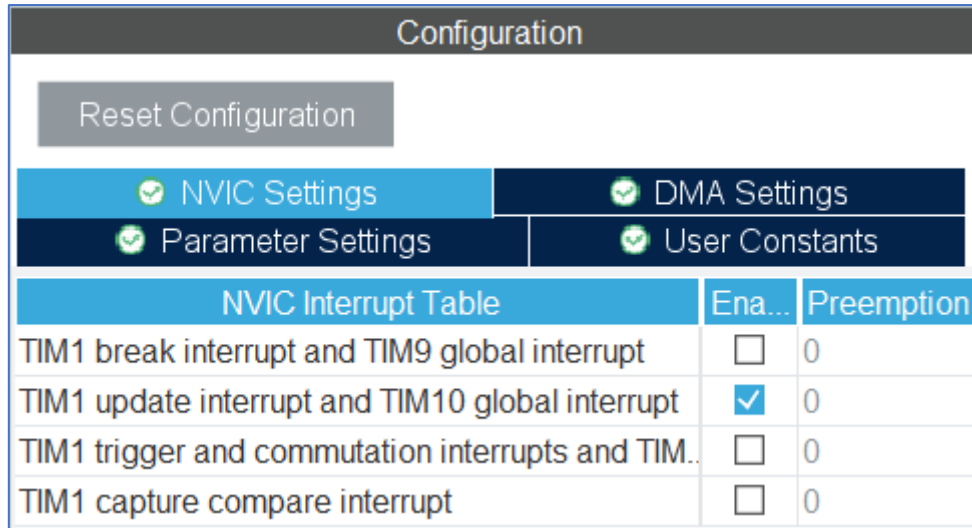 Configuration
Reset Configuration
NVIC Settings DMA Settings
Parameter Settings User Constants
NVIC Interrupt Table Ena... Preemption
TIM1 break interrupt and TIM9 global interrupt 0
TIM1 update interrupt and TIM10 global interrupt 0
TIM1 trigger and commutation interrupts and TIM.. 0
TIM1 capture compare interrupt 0